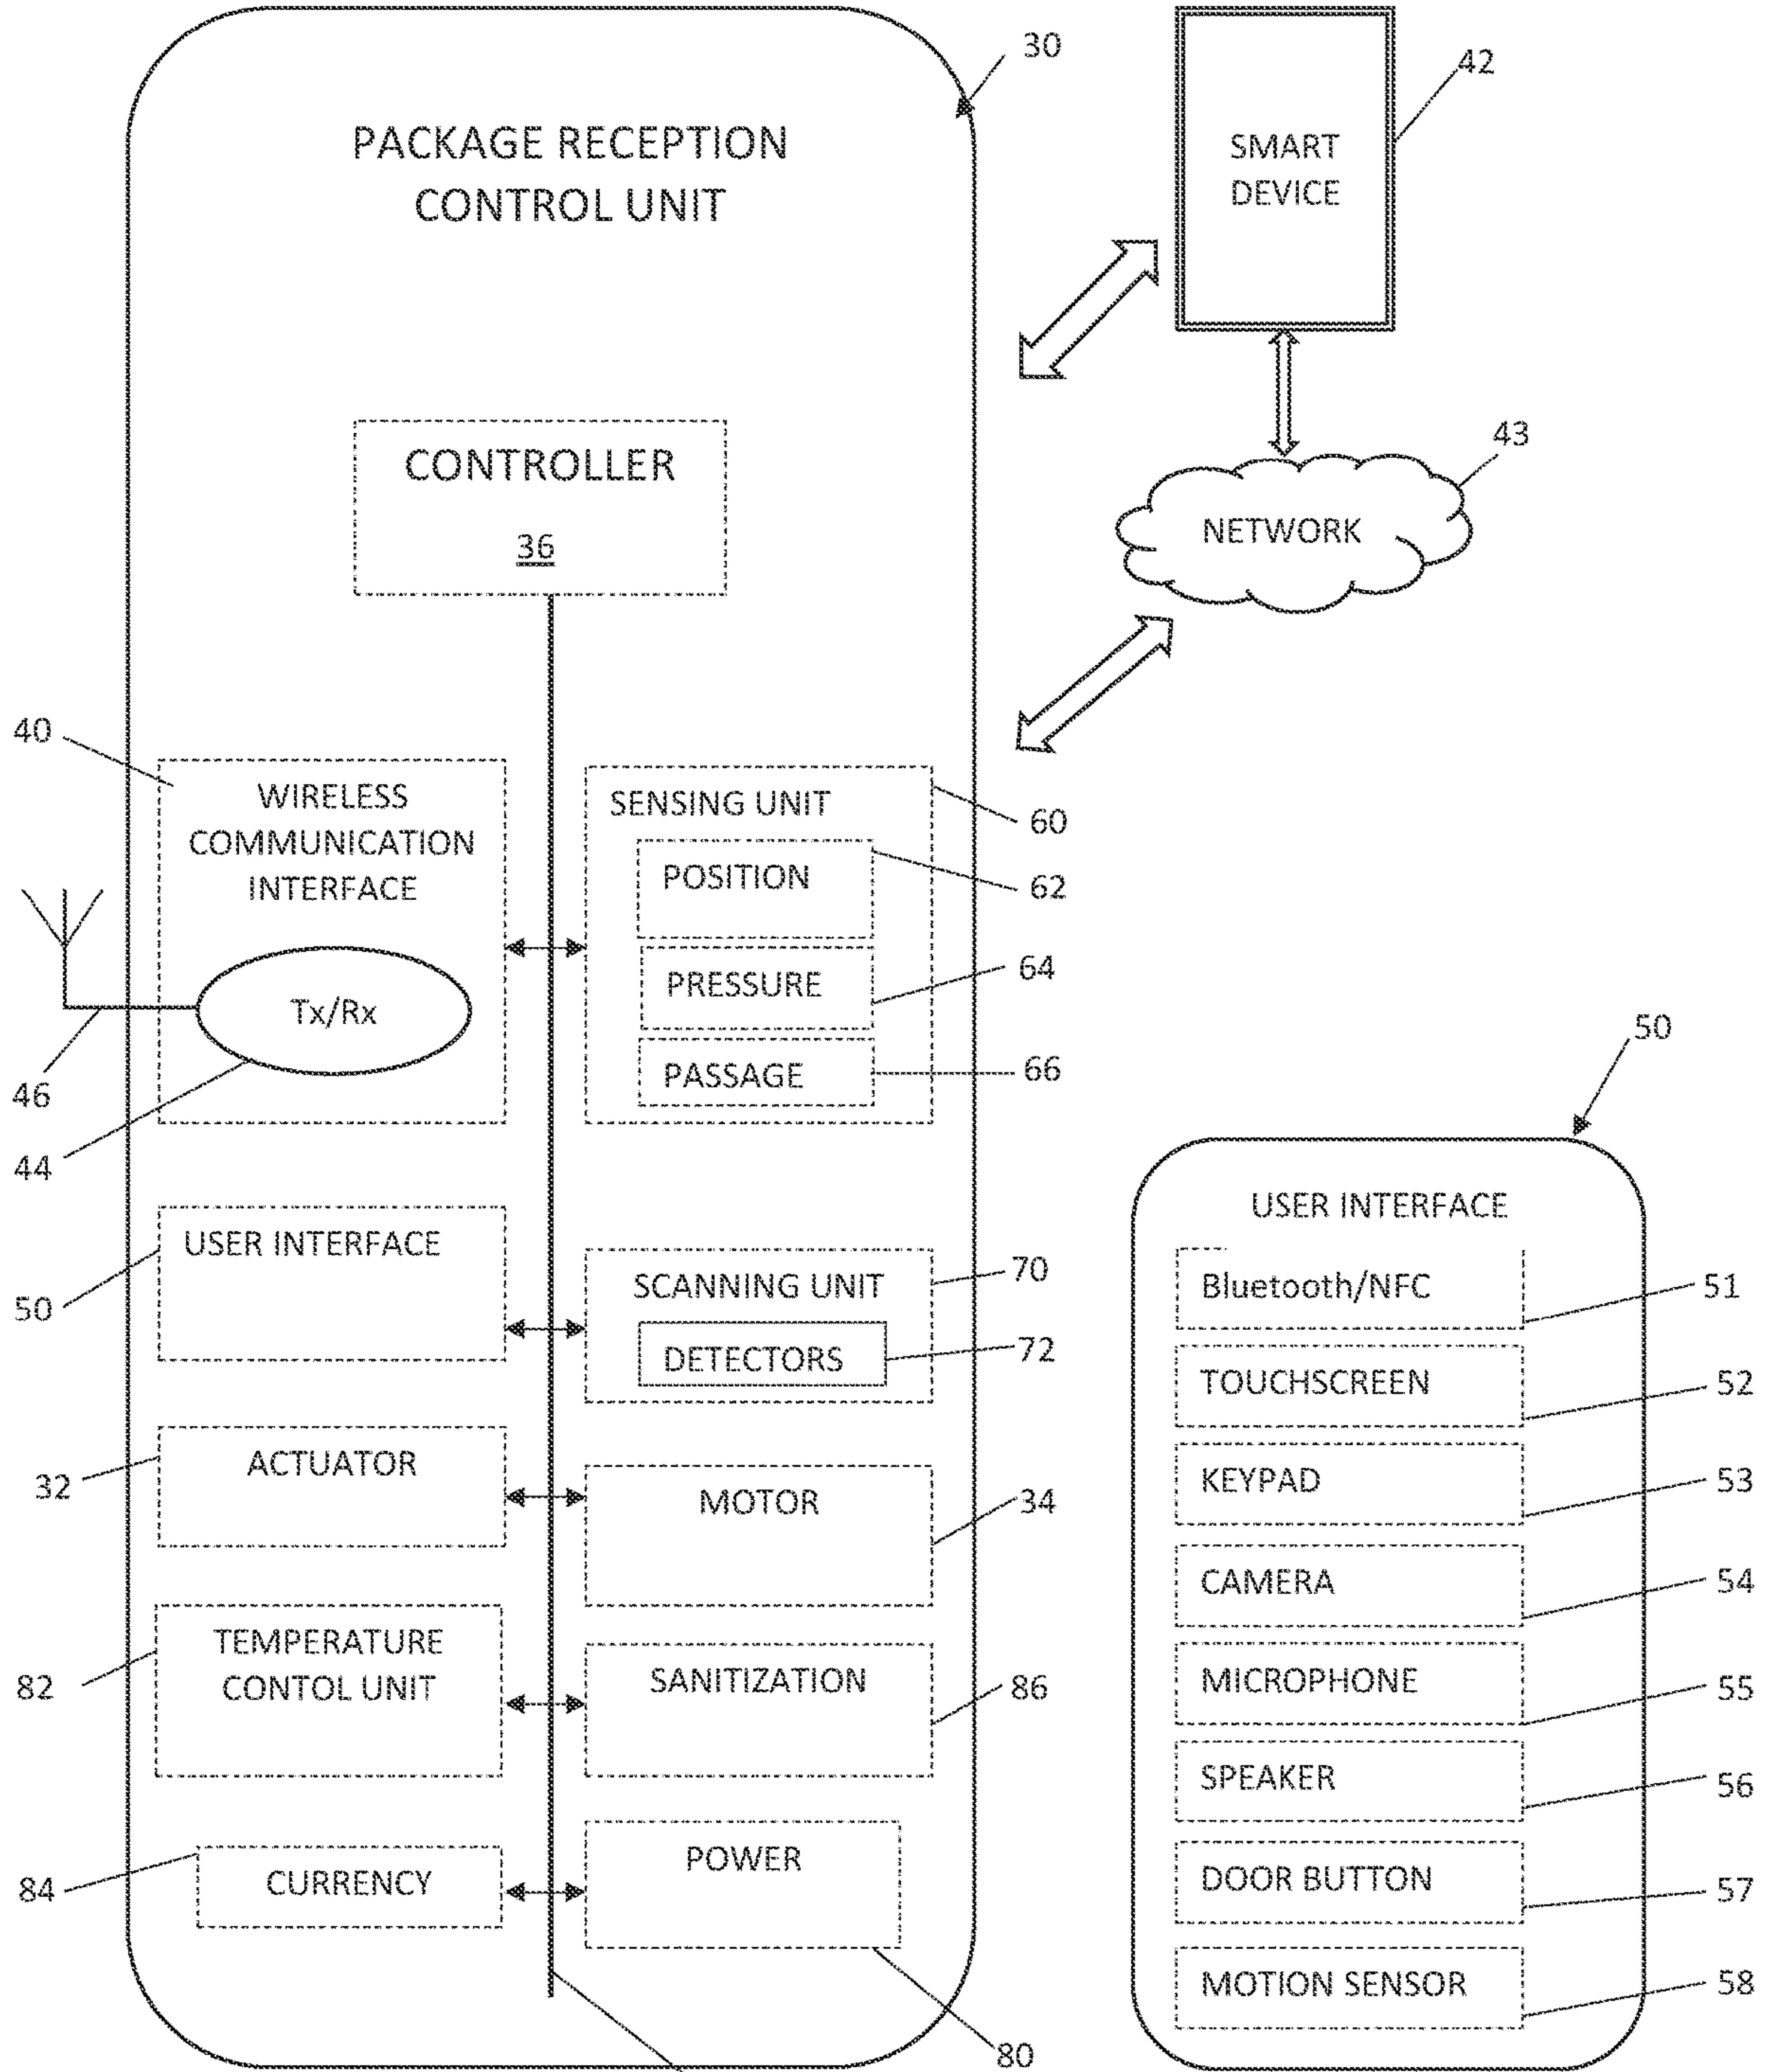 30
PACKAGE RECEPTION
CONTROL UNIT
42
SMART
DEVICE
CONTROLLER
36
43
NETWORK
40
WIRELESS
COMMUNICATION
INTERFACE
Tx/Rx
46
44
SENSING UNIT
60
POSITION
62
PRESSURE
64
PASSAGE
66
USER INTERFACE
50
SCANNING UNIT
70
DETECTORS
72
ACTUATOR
32
MOTOR
34
TEMPERATURE
CONTOL UNIT
82
SANITIZATION
86
CURRENCY
84
POWER
80
50
USER INTERFACE
Bluetooth/NFC
51
TOUCHSCREEN
52
KEYPAD
53
CAMERA
54
MICROPHONE
55
SPEAKER
56
DOOR BUTTON
57
MOTION SENSOR
58